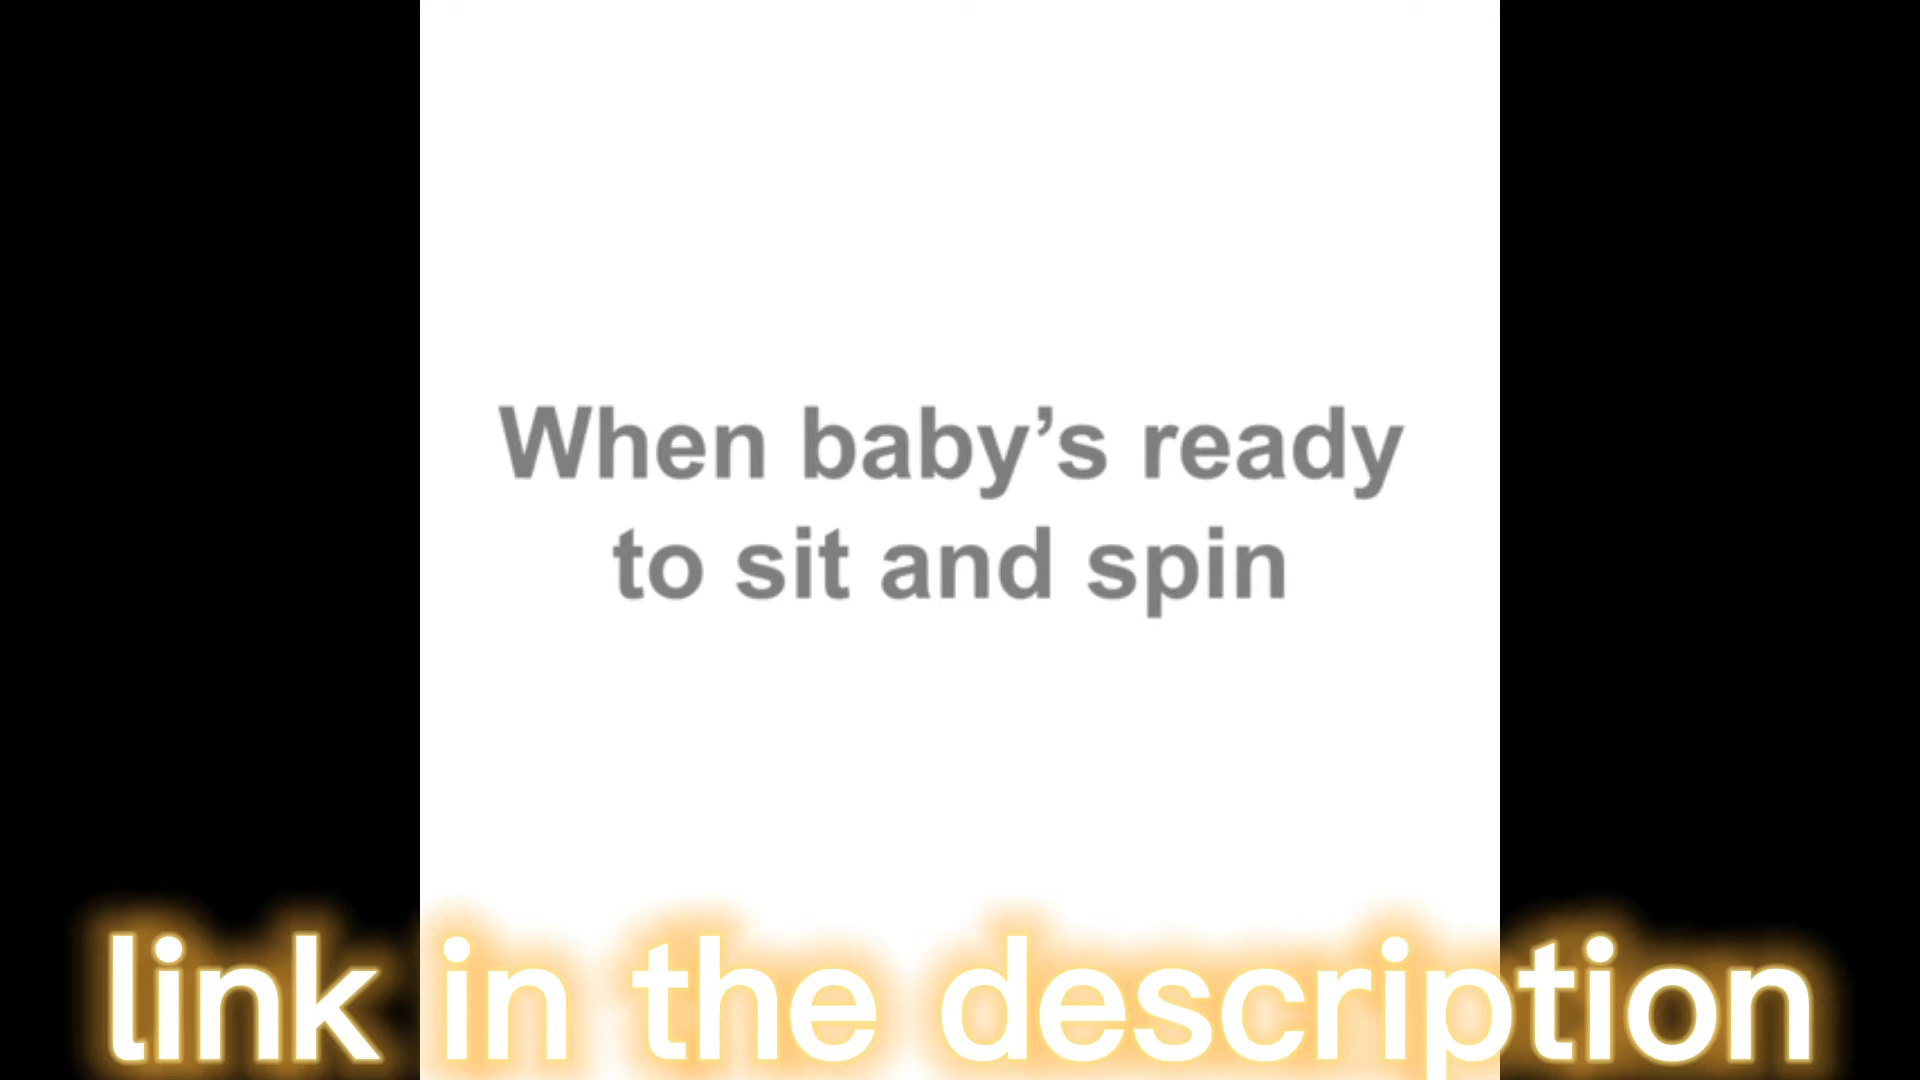 When baby’s ready
to sit and spin
link in the description